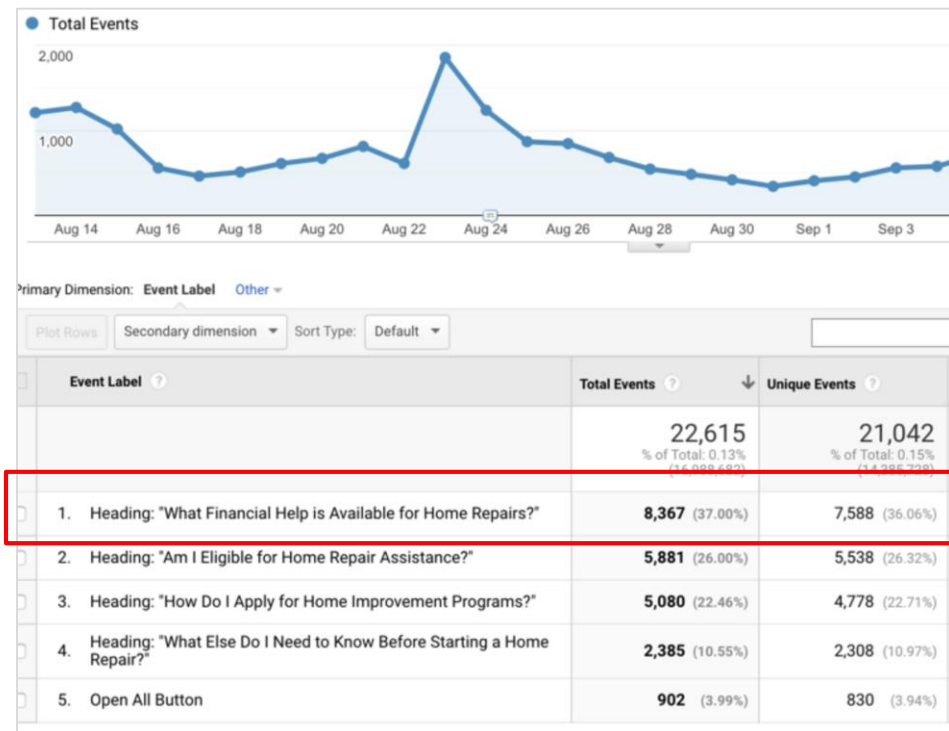 Total Events
2,000
1,000
Aug 14 Aug 16 Aug 18 Aug 20 Aug 22 Aug 24 Aug 26 Aug 28 Aug 30 Sep 1 Sep 3
Primary Dimension: Event Label Other
Plot Rows Secondary dimension Sort Type: Default
Event Label ? Total Events ? Unique Events ?
22,615 21,042
% of Total: 0.13% % of Total: 0.15%
(16,988,682) (14,385,728)
1. Heading: "What Financial Help is Available for Home Repairs?" 8,367 (37.00%) 7,588 (36.06%)
2. Heading: "Am I Eligible for Home Repair Assistance?" 5,881 (26.00%) 5,538 (26.32%)
3. Heading: "How Do I Apply for Home Improvement Programs?" 5,080 (22.46%) 4,778 (22.71%)
4. Heading: "What Else Do I Need to Know Before Starting a Home
Repair?" 2,385 (10.55%) 2,308 (10.97%)
5. Open All Button 902 (3.99%) 830 (3.94%)